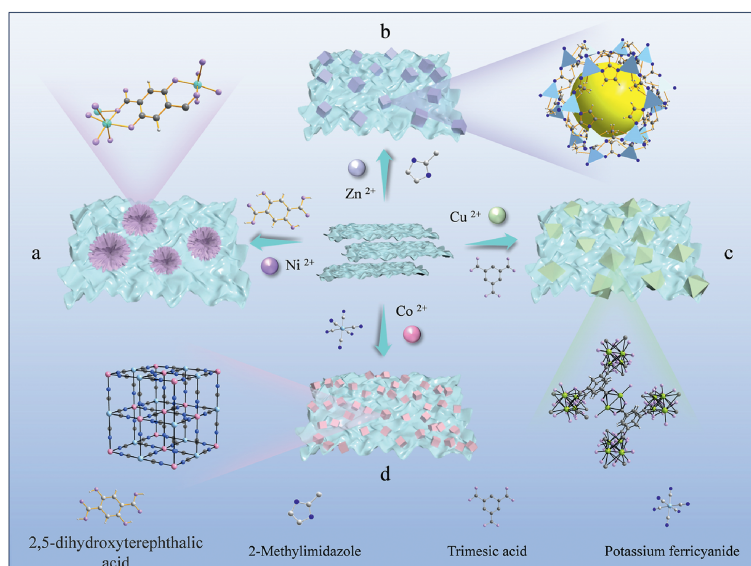 b
Zn 2+
Cu 2+
a
c
Ni 2+
Co 2+
d
2,5-dihydroxyterephthalic
acid
2-Methylimidazole
Trimesic acid
Potassium ferricyanide